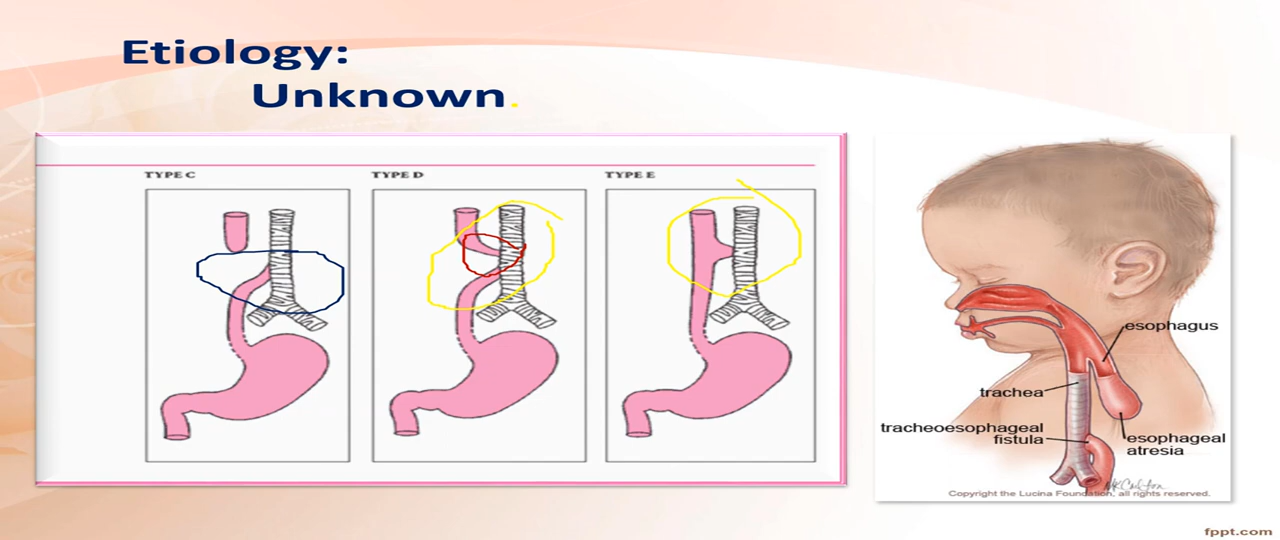 Etiology:
Unknown.
TYPE C
TYPE D
TYPE E
esophagus
trachea
tracheoesophageal
fistula
esophageal
atresia
Copyright the Lucina Foundation, all rights reserved.
fppt.com